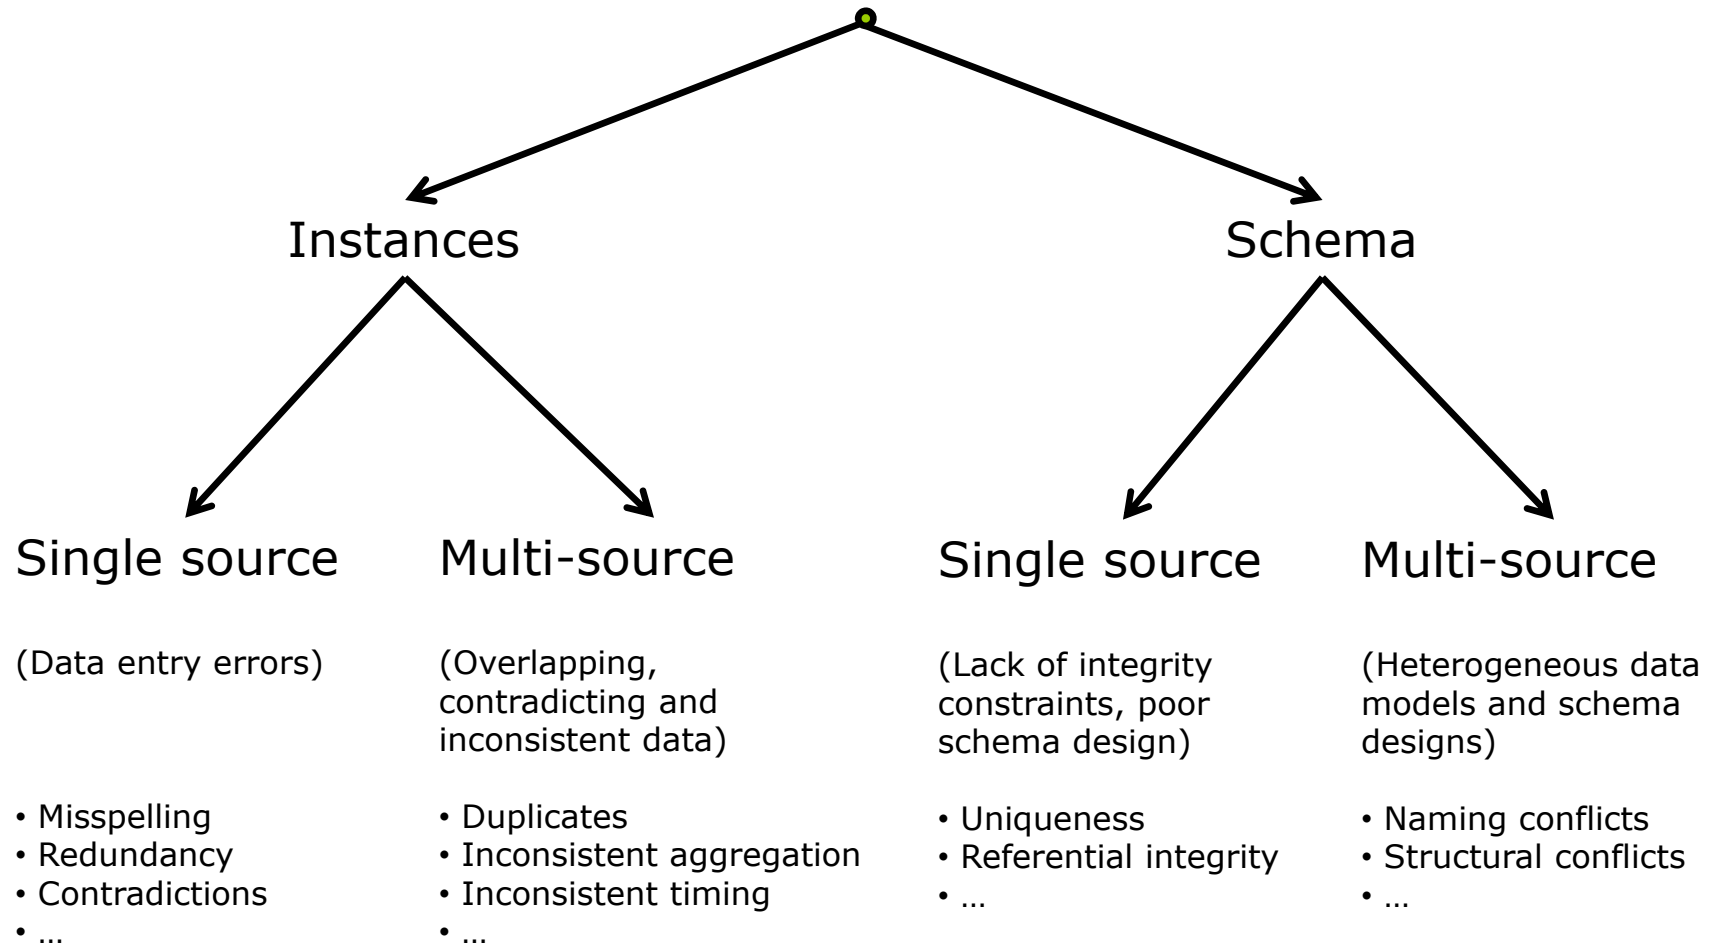 Instances
Schema
Single source
(Data entry errors)
• Misspelling
• Redundancy
• Contradictions
• ...
Multi-source
(Overlapping,
contradicting and
inconsistent data)
• Duplicates
• Inconsistent aggregation
• Inconsistent timing
• ...
Single source
(Lack of integrity
constraints, poor
schema design)
• Uniqueness
• Referential integrity
• ...
Multi-source
(Heterogeneous data
models and schema
designs)
• Naming conflicts
• Structural conflicts
• ...